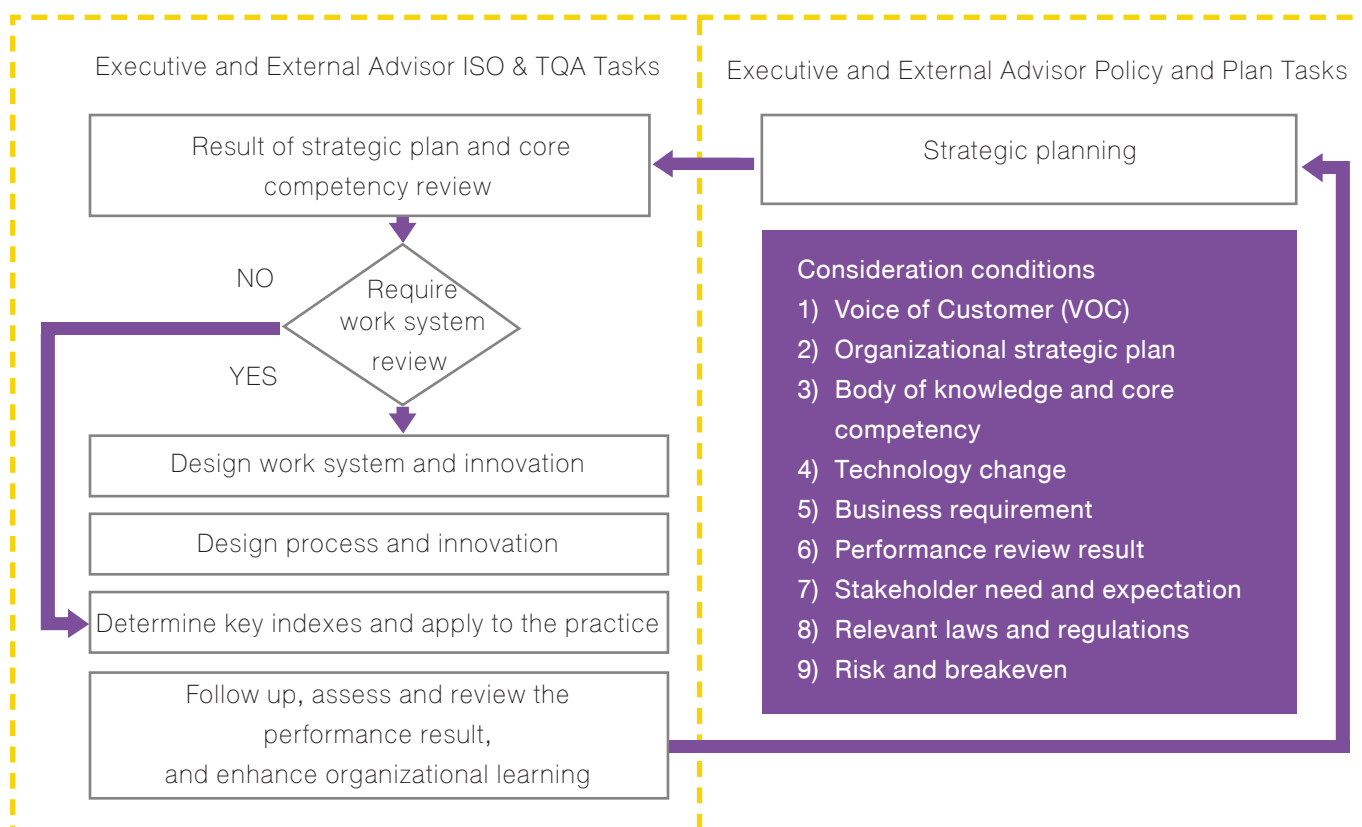 Executive and External Advisor ISO & TQA Tasks
Result of strategic plan and core
competency review
NO
Require
work system
review
YES
Design work system and innovation
Design process and innovation
Determine key indexes and apply to the practice
Follow up, assess and review the
performance result,
and enhance organizational learning
Executive and External Advisor Policy and Plan Tasks
Strategic planning
Consideration conditions
1) Voice of Customer (VOC)
2) Organizational strategic plan
3) Body of knowledge and core
competency
4) Technology change
5) Business requirement
6) Performance review result
7) Stakeholder need and expectation
8) Relevant laws and regulations
9) Risk and breakeven